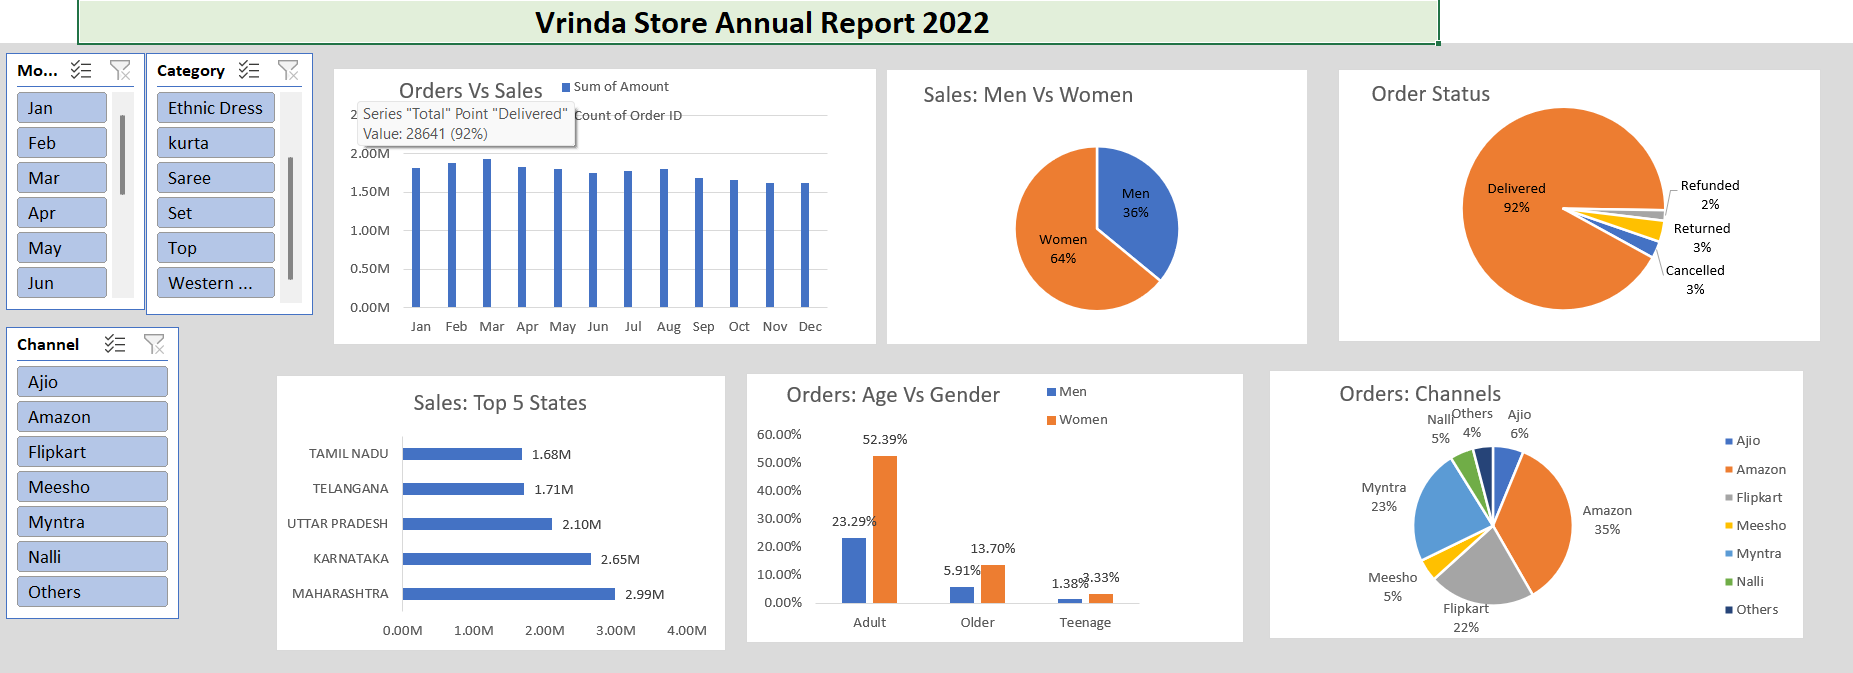 Vrinda Store Annual Report 2022
Mo...
Jan
Feb
Mar
Apr
May
Jun
Category
Ethnic Dress
kurta
Saree
Set
Top
Western ...
Channel
Ajio
Amazon
Flipkart
Meesho
Myntra
Nalli
Others
Orders Vs Sales
Sum of Amount
Count of Order ID
Series "Total" Point "Delivered"
Value: 28641 (92%)
2
2.00M
1.50M
1.00M
0.50M
0.00M
Jan Feb Mar Apr May Jun Jul Aug Sep Oct Nov Dec
Sales: Men Vs Women
Men
36%
Women
64%
Order Status
Delivered
92%
Refunded
2%
Returned
3%
Cancelled
3%
Sales: Top 5 States
TAMIL NADU 1.68M
TELANGANA 1.71M
UTTAR PRADESH 2.10M
KARNATAKA 2.65M
MAHARASHTRA 2.99M
0.00M 1.00M 2.00M 3.00M 4.00M
Orders: Age Vs Gender
Men
Women
60.00%
50.00%
40.00%
30.00%
20.00%
10.00%
0.00%
23.29% 52.39%
5.91% 13.70%
1.38% 3.33%
Adult Older Teenage
Orders: Channels
Nalli
5%
Others
4%
Ajio
6%
Myntra
23%
Amazon
35%
Meesho
5%
Flipkart
22%
Ajio
Amazon
Flipkart
Meesho
Myntra
Nalli
Others